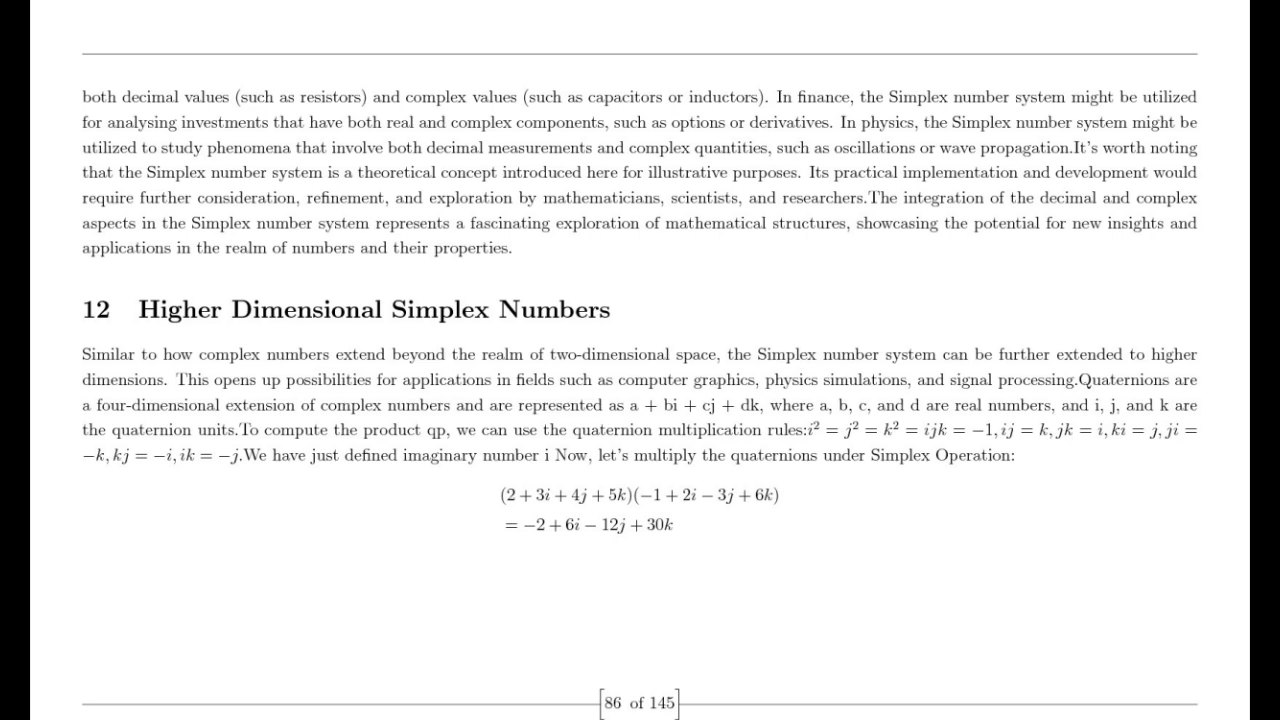 both decimal values (such as resistors) and complex values (such as capacitors or inductors). In finance, the Simplex number system might be utilized
for analysing investments that have both real and complex components, such as options or derivatives. In physics, the Simplex number system might be
utilized to study phenomena that involve both decimal measurements and complex quantities, such as oscillations or wave propagation.It's worth noting
that the Simplex number system is a theoretical concept introduced here for illustrative purposes. Its practical implementation and development would
require further consideration, refinement, and exploration by mathematicians, scientists, and researchers.The integration of the decimal and complex
aspects in the Simplex number system represents a fascinating exploration of mathematical structures, showcasing the potential for new insights and
applications in the realm of numbers and their properties.
12 Higher Dimensional Simplex Numbers
Similar to how complex numbers extend beyond the realm of two-dimensional space, the Simplex number system can be further extended to higher
dimensions. This opens up possibilities for applications in fields such as computer graphics, physics simulations, and signal processing.Quaternions are
a four-dimensional extension of complex numbers and are represented as a + bi + cj + dk, where a, b, c, and d are real numbers, and i, j, and k are
the quaternion units.To compute the product qp, we can use the quaternion multiplication rules:i² = j² = k² = ijk = −1, ij = k, jk = i, ki = j, ji =
−k, kj = −i, ik = −j.We have just defined imaginary number i Now, let's multiply the quaternions under Simplex Operation:
(2 + 3i + 4j + 5k)(−1 + 2i − 3j + 6k)
= −2 + 6i − 12j + 30k
86 of 145